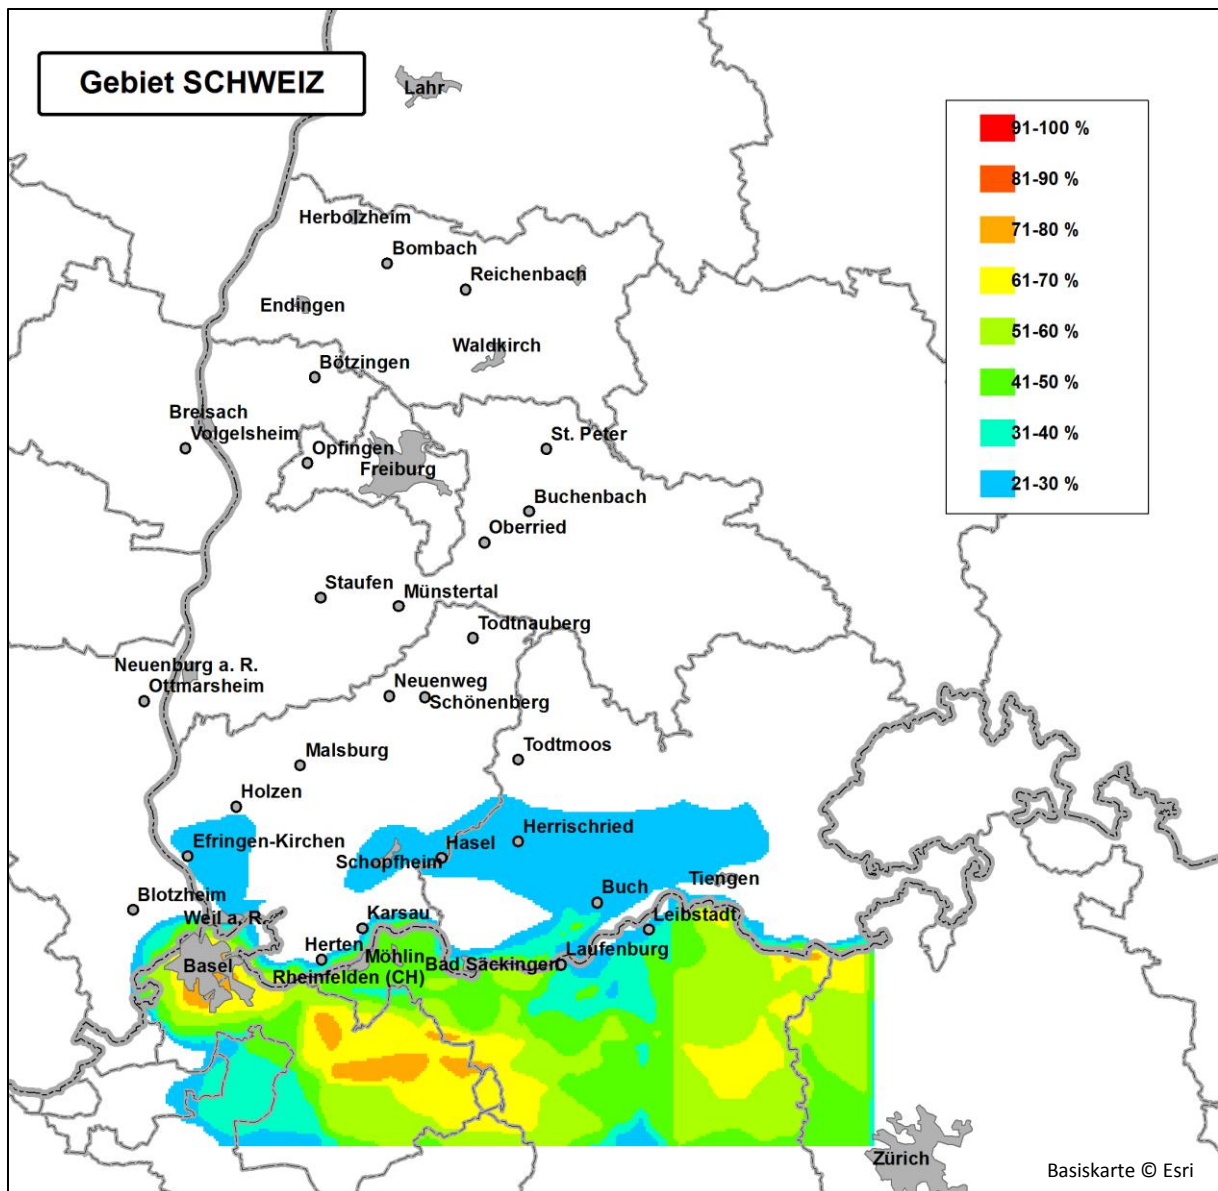 Gebiet SCHWEIZ
Lahr
91-100 %
81-90 %
71-80 %
61-70 %
51-60 %
41-50 %
31-40 %
21-30 %
Herbolzheim
Bombach
Reichenbach
Endingen
Waldkirch
Bötzingen
Breisach
Volgelsheim
Opfingen
Freiburg
St. Peter
Buchenbach
Oberried
Staufen
Münstertal
Todtnauberg
Neuenburg a. R.
Ottmarsheim
Neuenweg
Schönenberg
Malsburg
Todtmoos
Holzen
Efringen-Kirchen
Schopfheim
Hasel
Herrischried
Blotzheim
Weil a. R.
Karsau
Buch
Tiengen
Leibstadt
Basel
Herten
Möhlin
Rheinfelden (CH)
Bad Säckingen
Laufenburg
Zürich
Basiskarte © Esri